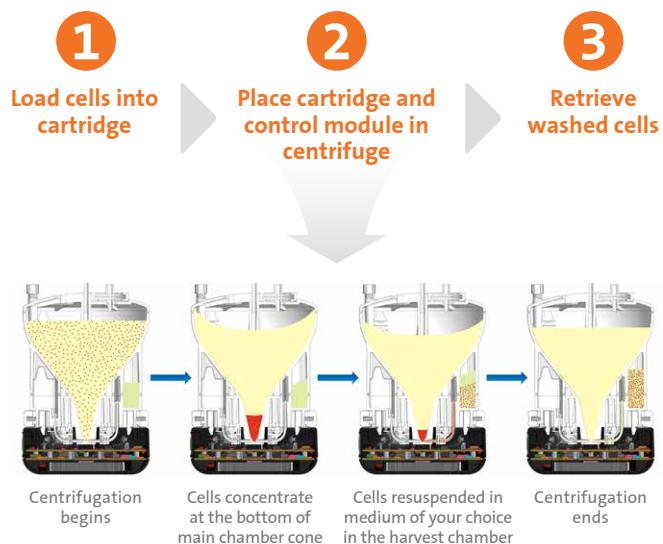 1
Load cells into
cartridge
2
Place cartridge and
control module in
centrifuge
3
Retrieve
washed cells
Centrifugation
begins
Cells concentrate
at the bottom of
main chamber cone
Cells resuspended in
medium of your choice
in the harvest chamber
Centrifugation
ends